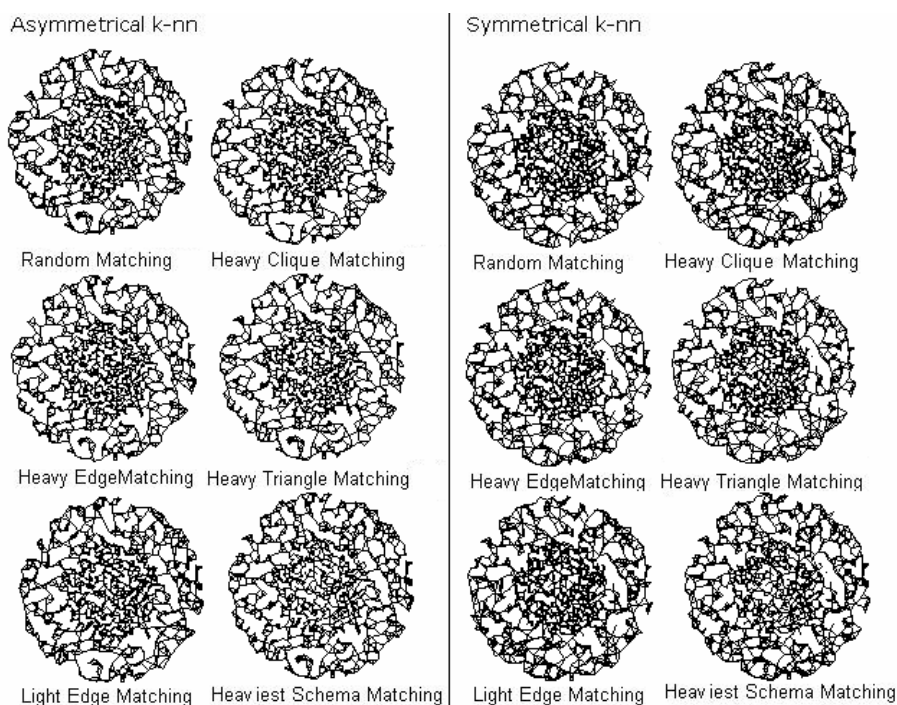 Asymmetrical k-nn
Random Matching
Heavy Clique Matching
Heavy EdgeMatching
Heavy Triangle Matching
Light Edge Matching
Heaviest Schema Matching
Symmetrical k-nn
Random Matching
Heavy Clique Matching
Heavy EdgeMatching
Heavy Triangle Matching
Light Edge Matching
Heaviest Schema Matching